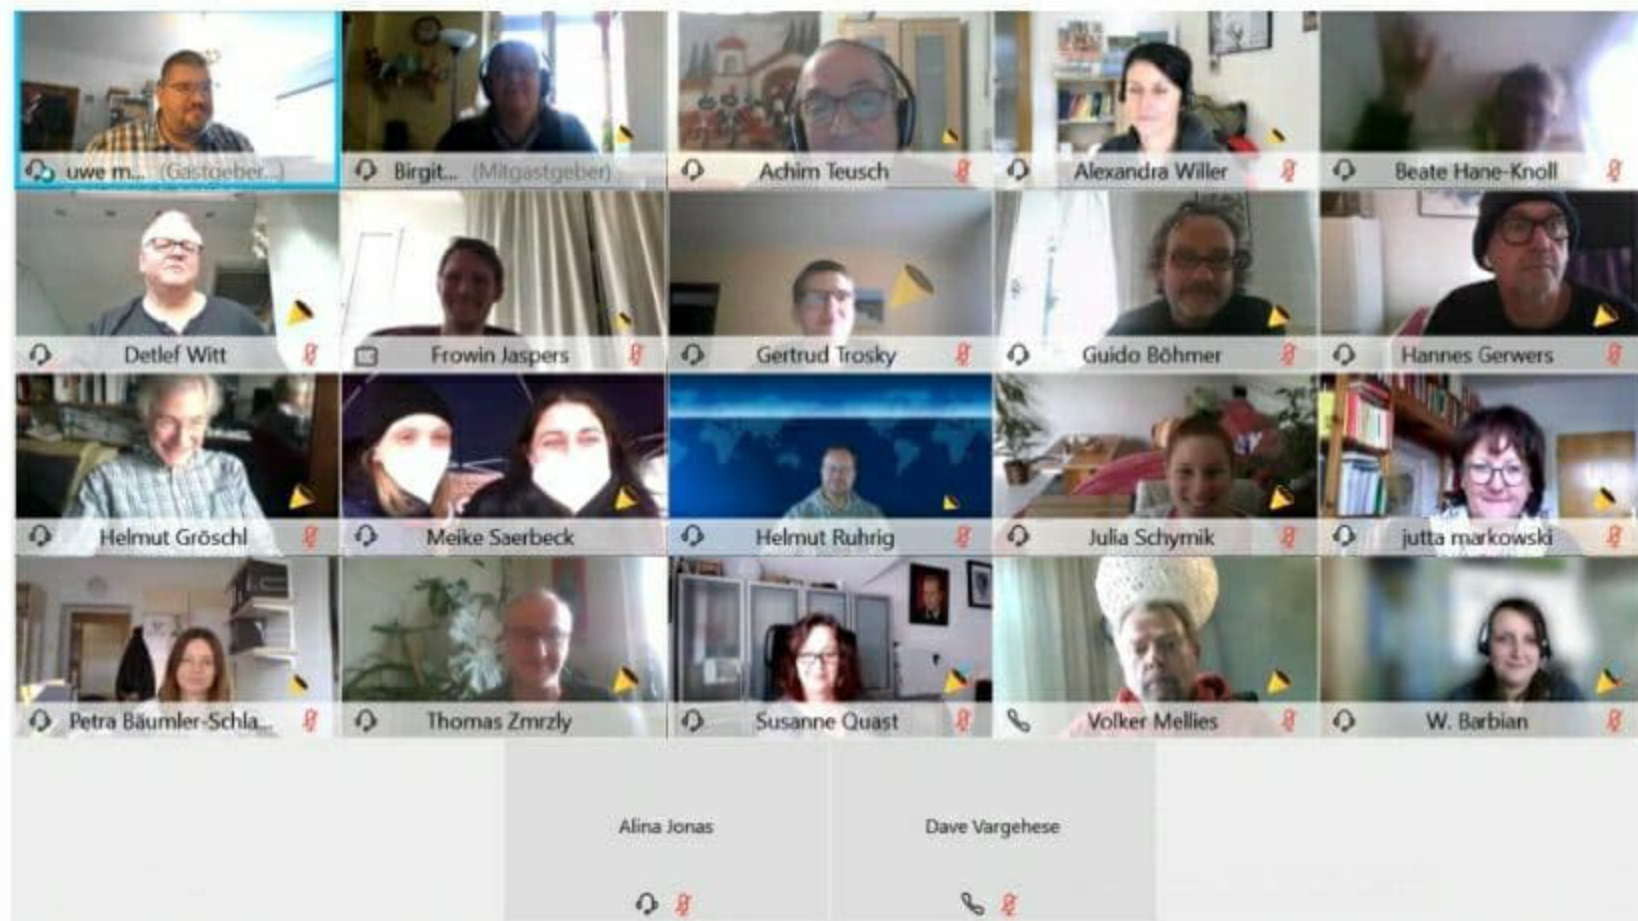 uwe m... (Gastgeber...)
Birgit... (Mitgastgeber)
Achim Teusch
Alexandra Willer
Beate Hane-Knoll
Detlef Witt
Frowin Jaspers
Gertrud Trosky
Guido Böhmer
Hannes Gerwers
Helmut Gröschl
Meike Saerbeck
Helmut Ruhrig
Julia Schymik
jutta markowski
Petra Bäumler-Schla...
Thomas Zmrzly
Susanne Quast
Volker Mellies
W. Barbian
Alina Jonas
Dave Vargehese